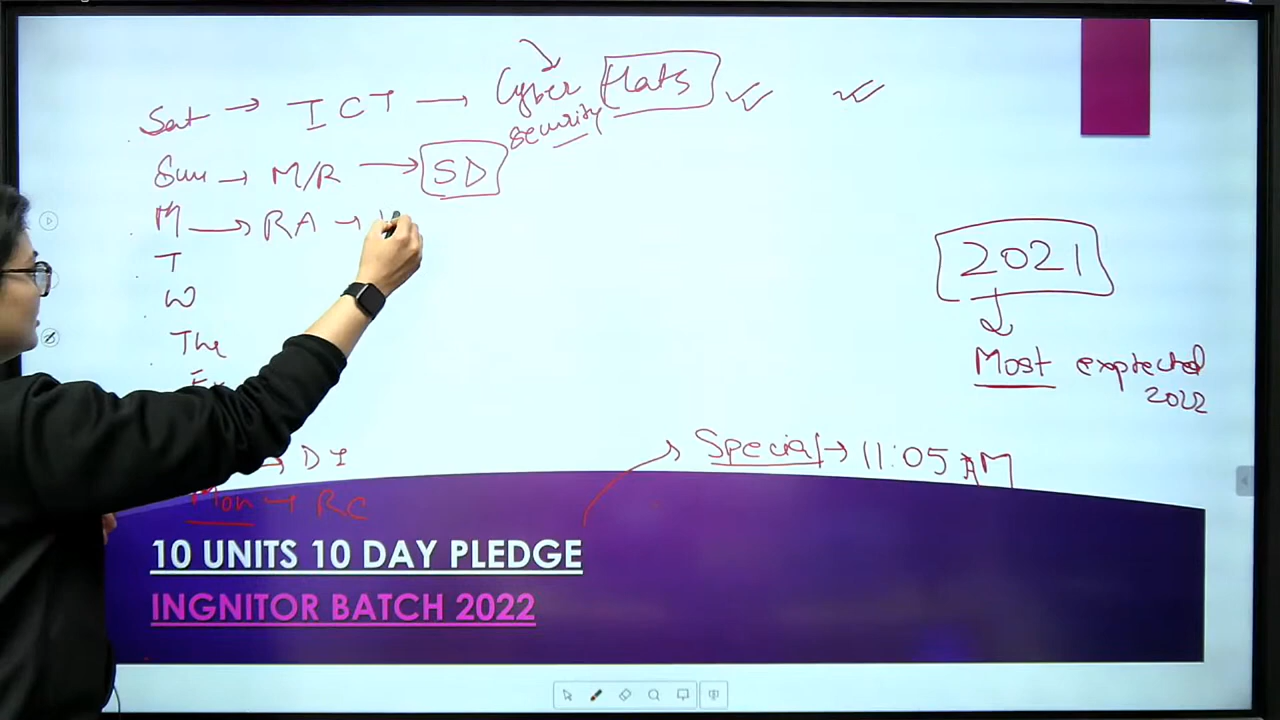 Sat → ICT → Cyber Hats
security
Sun → M/R → SD
M → RA →
T
W
Thu
2021
Most exptected
2022
Special → 11:05 AM
→ DI
Mon → RC
10 UNITS 10 DAY PLEDGE
INGNITOR BATCH 2022